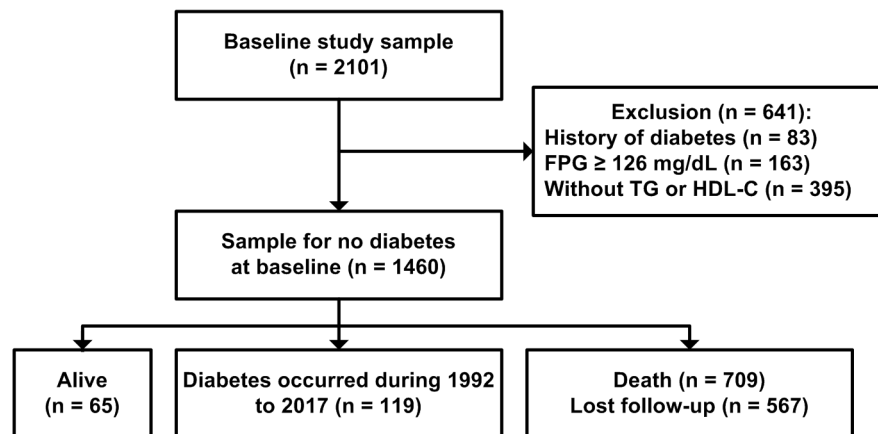 Baseline study sample
(n = 2101)
Exclusion (n = 641):
History of diabetes (n = 83)
FPG ≥ 126 mg/dL (n = 163)
Without TG or HDL-C (n = 395)
Sample for no diabetes
at baseline (n = 1460)
Alive
(n = 65)
Diabetes occurred during 1992
to 2017 (n = 119)
Death (n = 709)
Lost follow-up (n = 567)